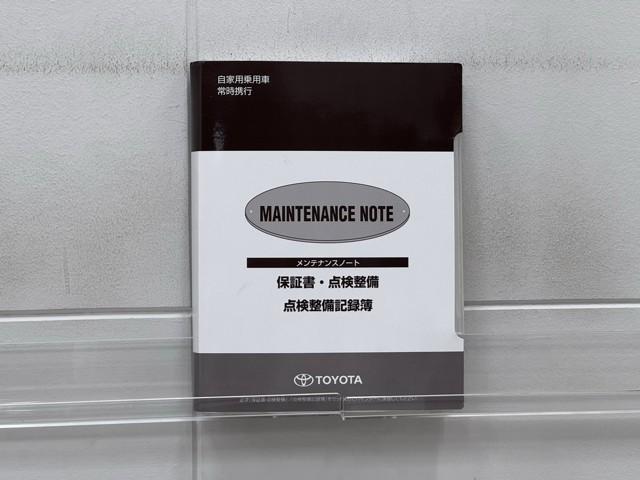 自家用乗用車
常時携行
MAINTENANCE NOTE
メンテナンスノート
保証書・点検整備
点検整備記録簿
TOYOTA